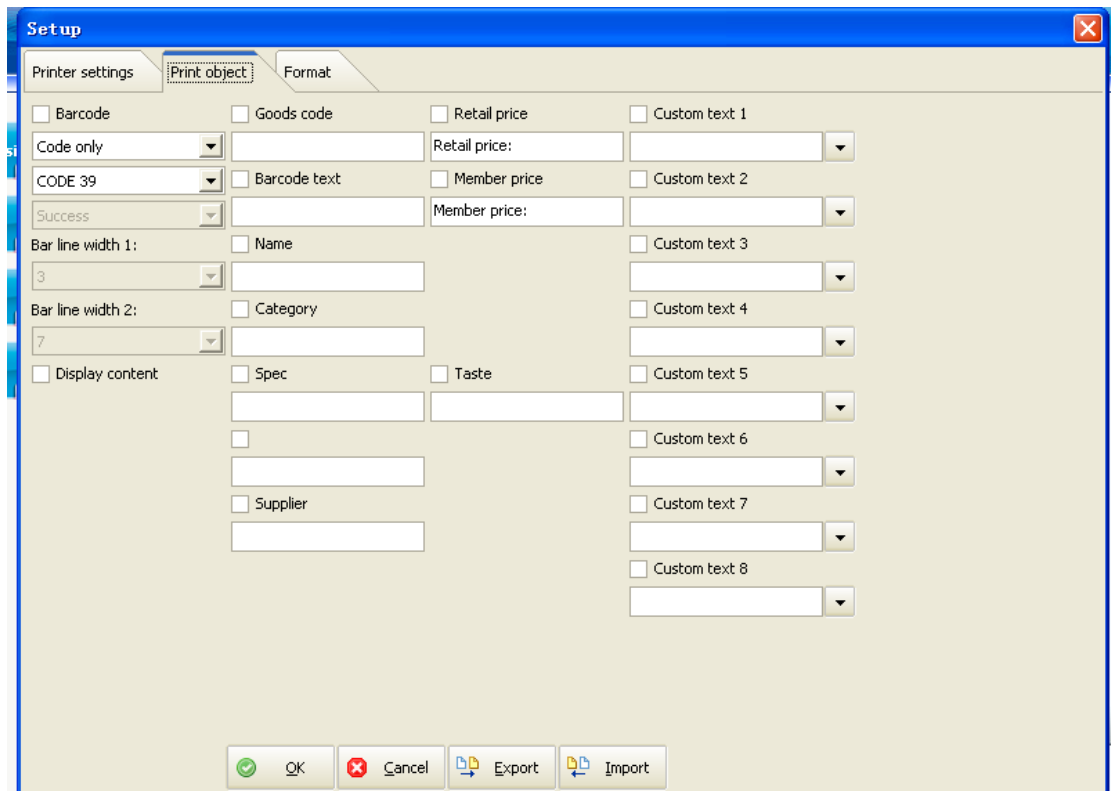 Setup
Printer settings Print object Format
Barcode Goods code Retail price Custom text 1
Code only Retail price:
CODE 39 Barcode text Member price Custom text 2
Success Member price:
Bar line width 1: Name Custom text 3
3
Bar line width 2: Category Custom text 4
7
Display content Spec Taste Custom text 5
Custom text 6
Supplier Custom text 7
Custom text 8
OK Cancel Export Import